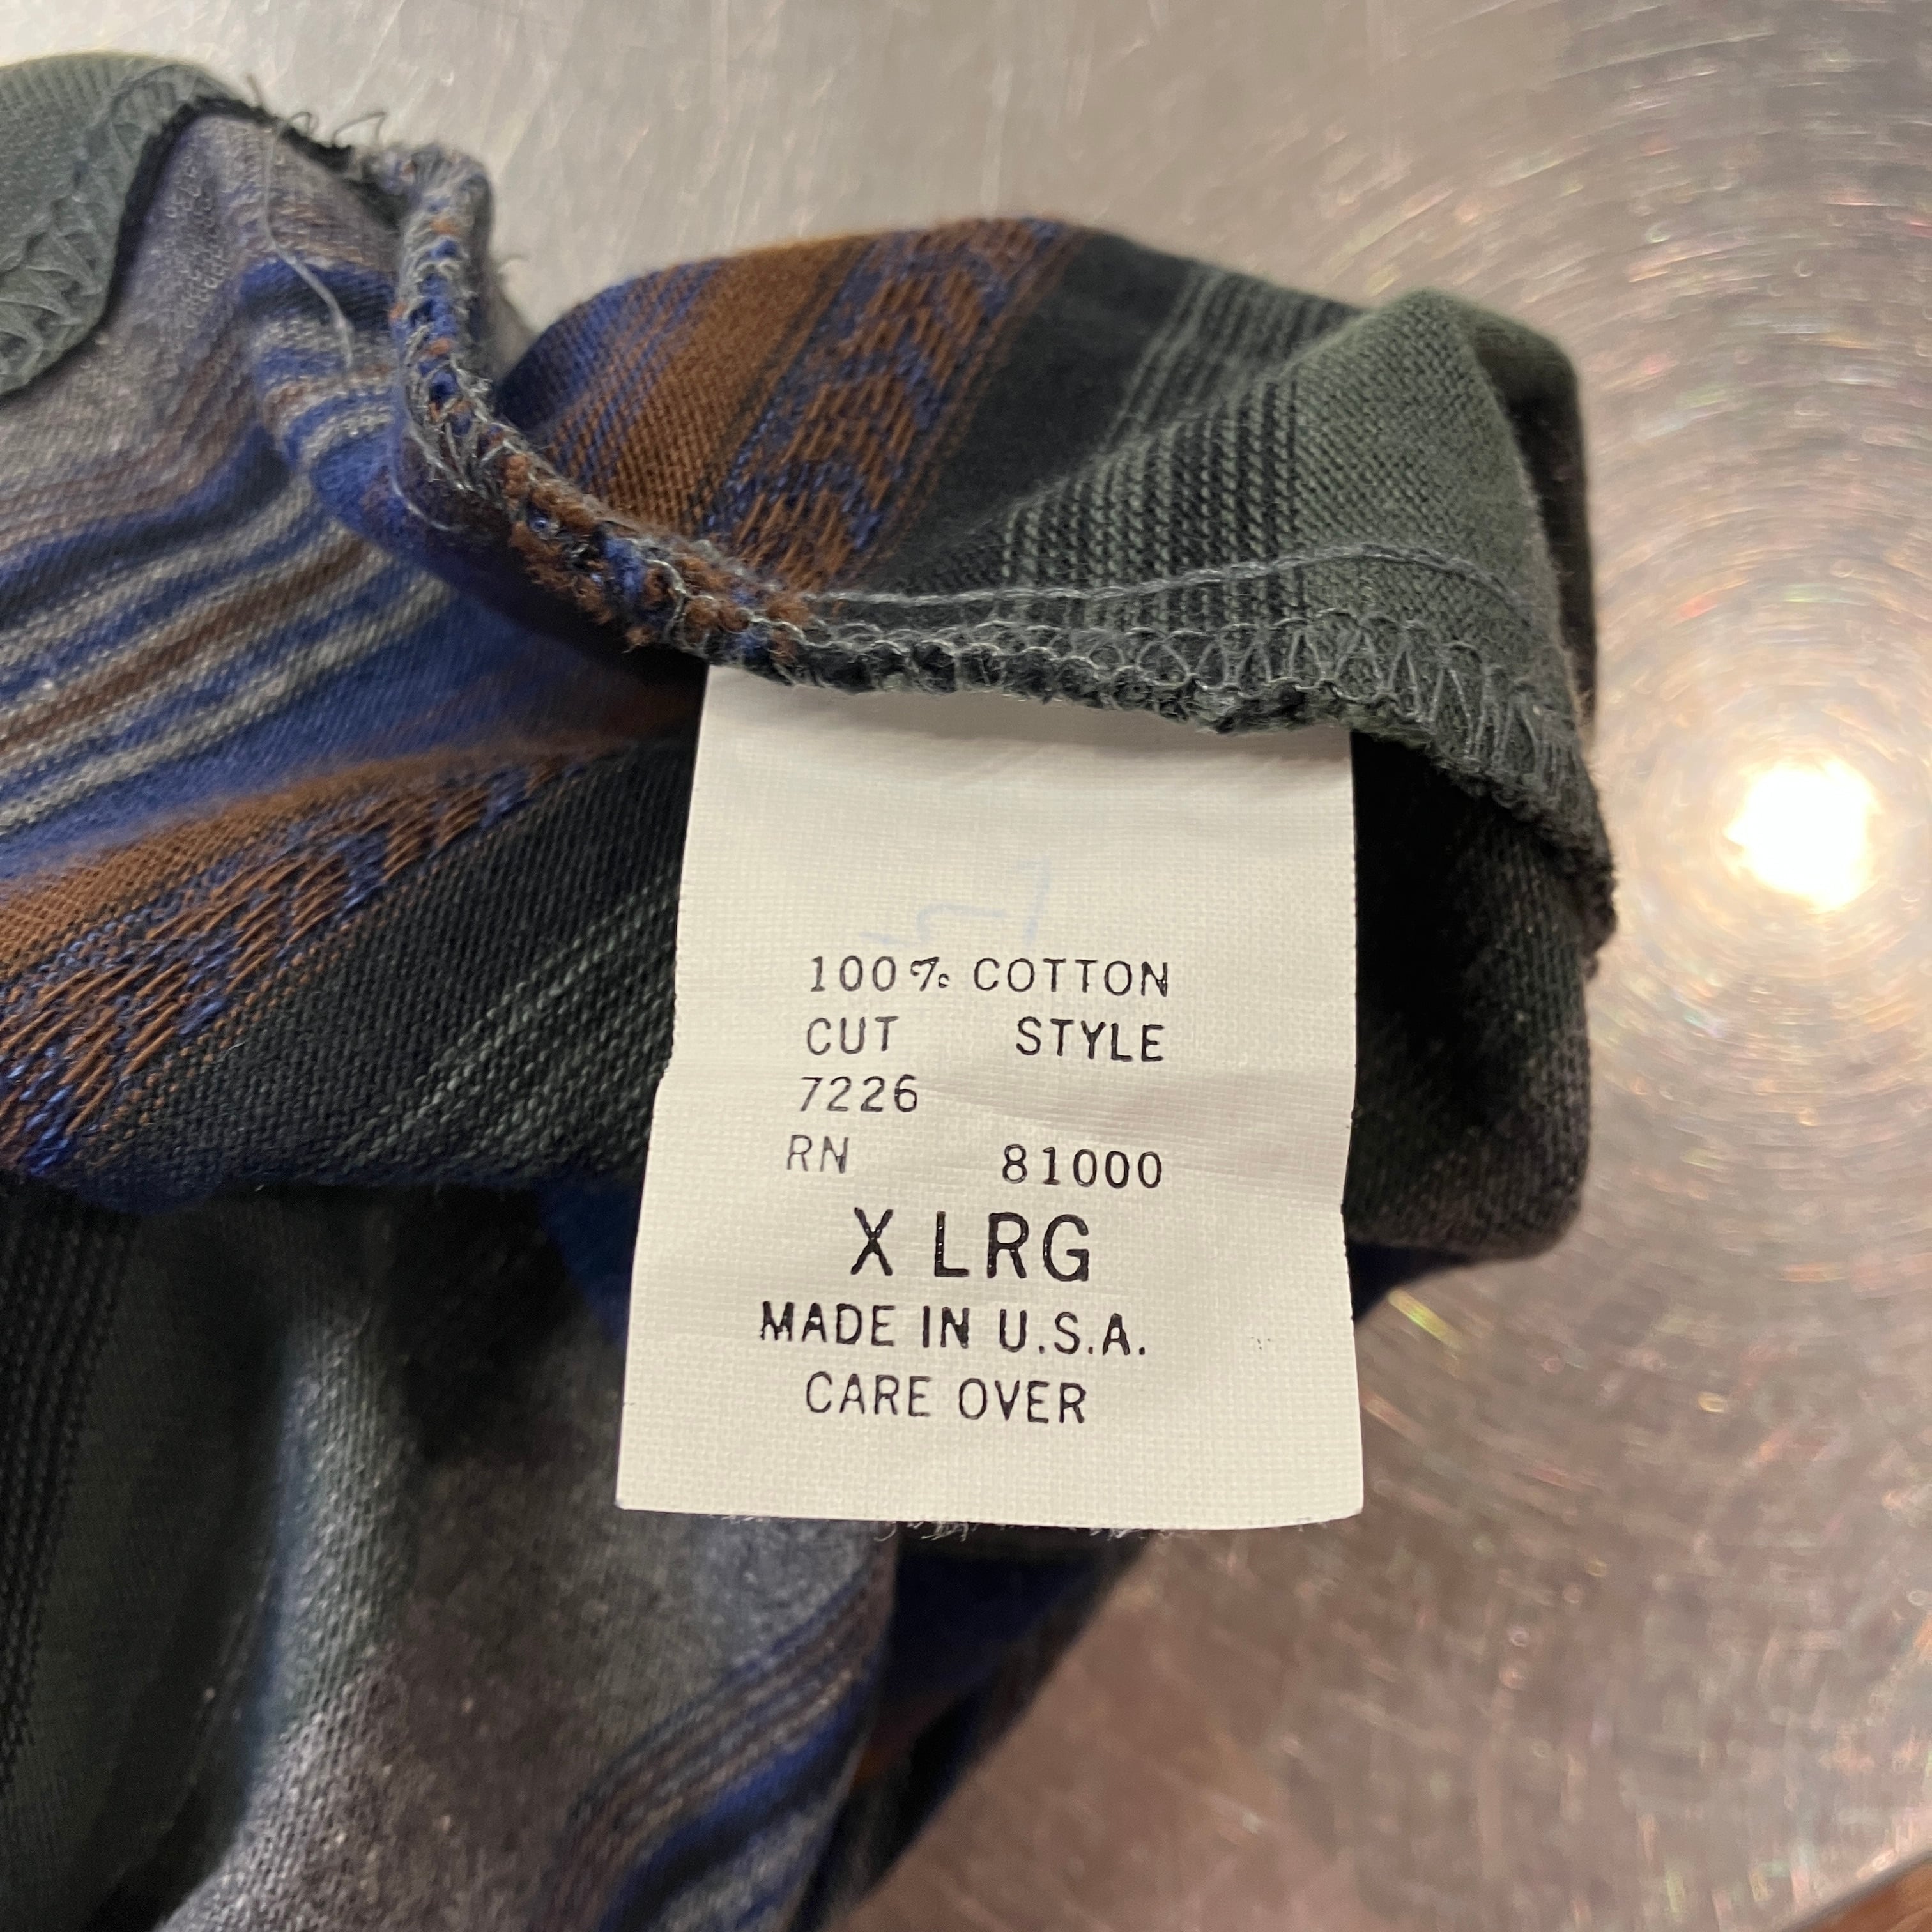 100% COTTON
CUT STYLE
7226
RN 81000
X LRG
MADE IN U.S.A.
CARE OVER